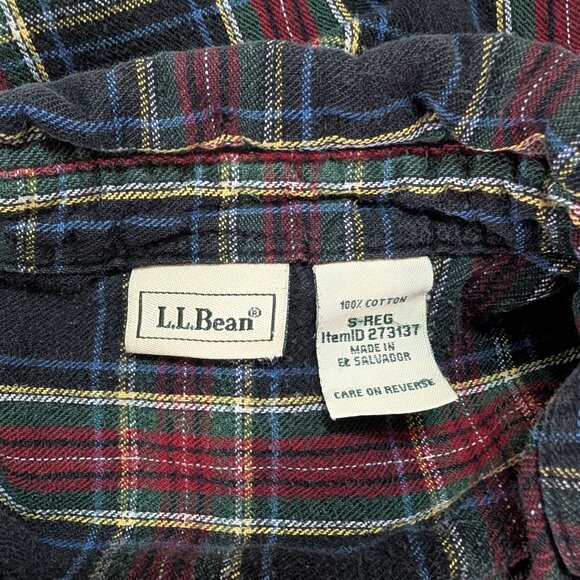 L.L.Bean®
100% COTTON
S-REG
ItemID 273137
MADE IN
EL SALVADOR
CARE ON REVERSE